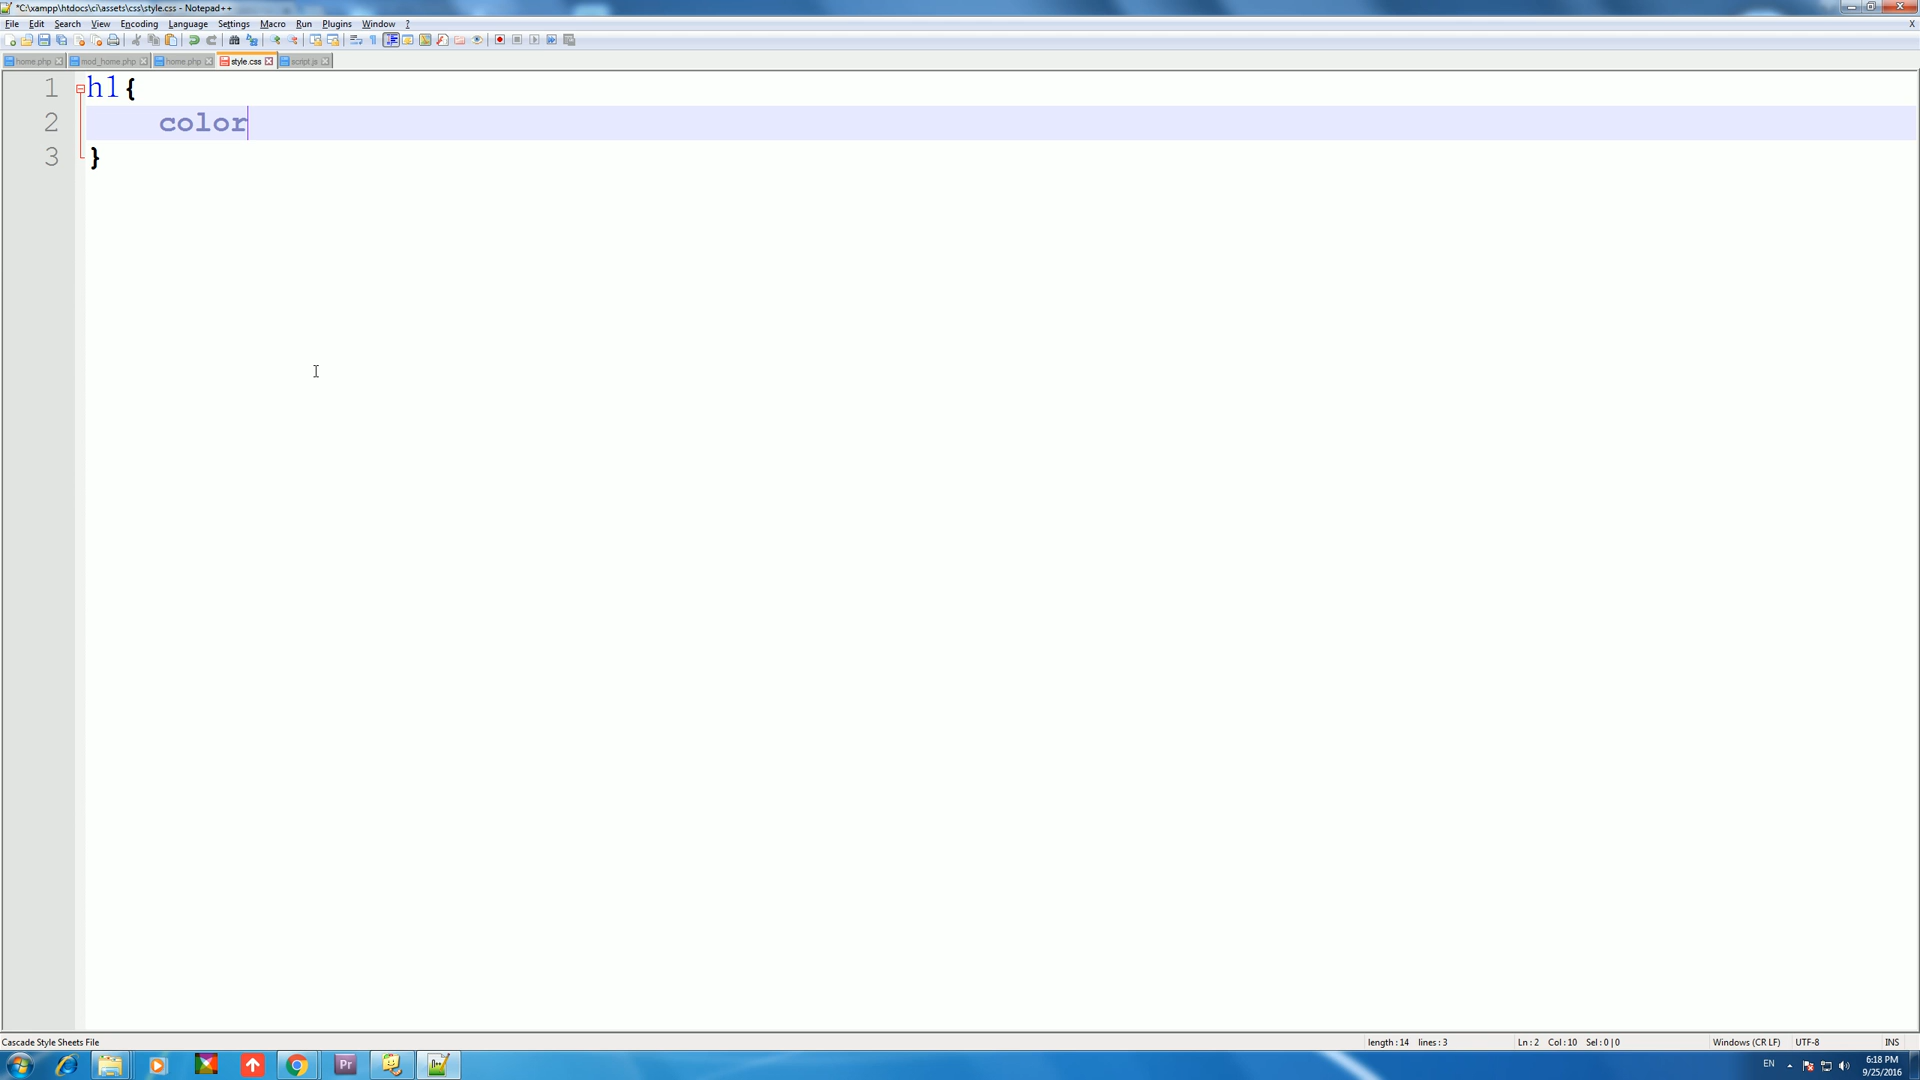 *C:\xampp\htdocs\ci\assets\css\style.css - Notepad++
File Edit Search View Encoding Language Settings Macro Run Plugins Window ? X
home.php mod_home.php home.php style.css script.js
1 h1{
2 color
3 }
Cascade Style Sheets File length : 14 lines : 3 Ln : 2 Col : 10 Sel : 0 | 0 Windows (CR LF) UTF-8 INS
Pr EN 6:18 PM
9/25/2016